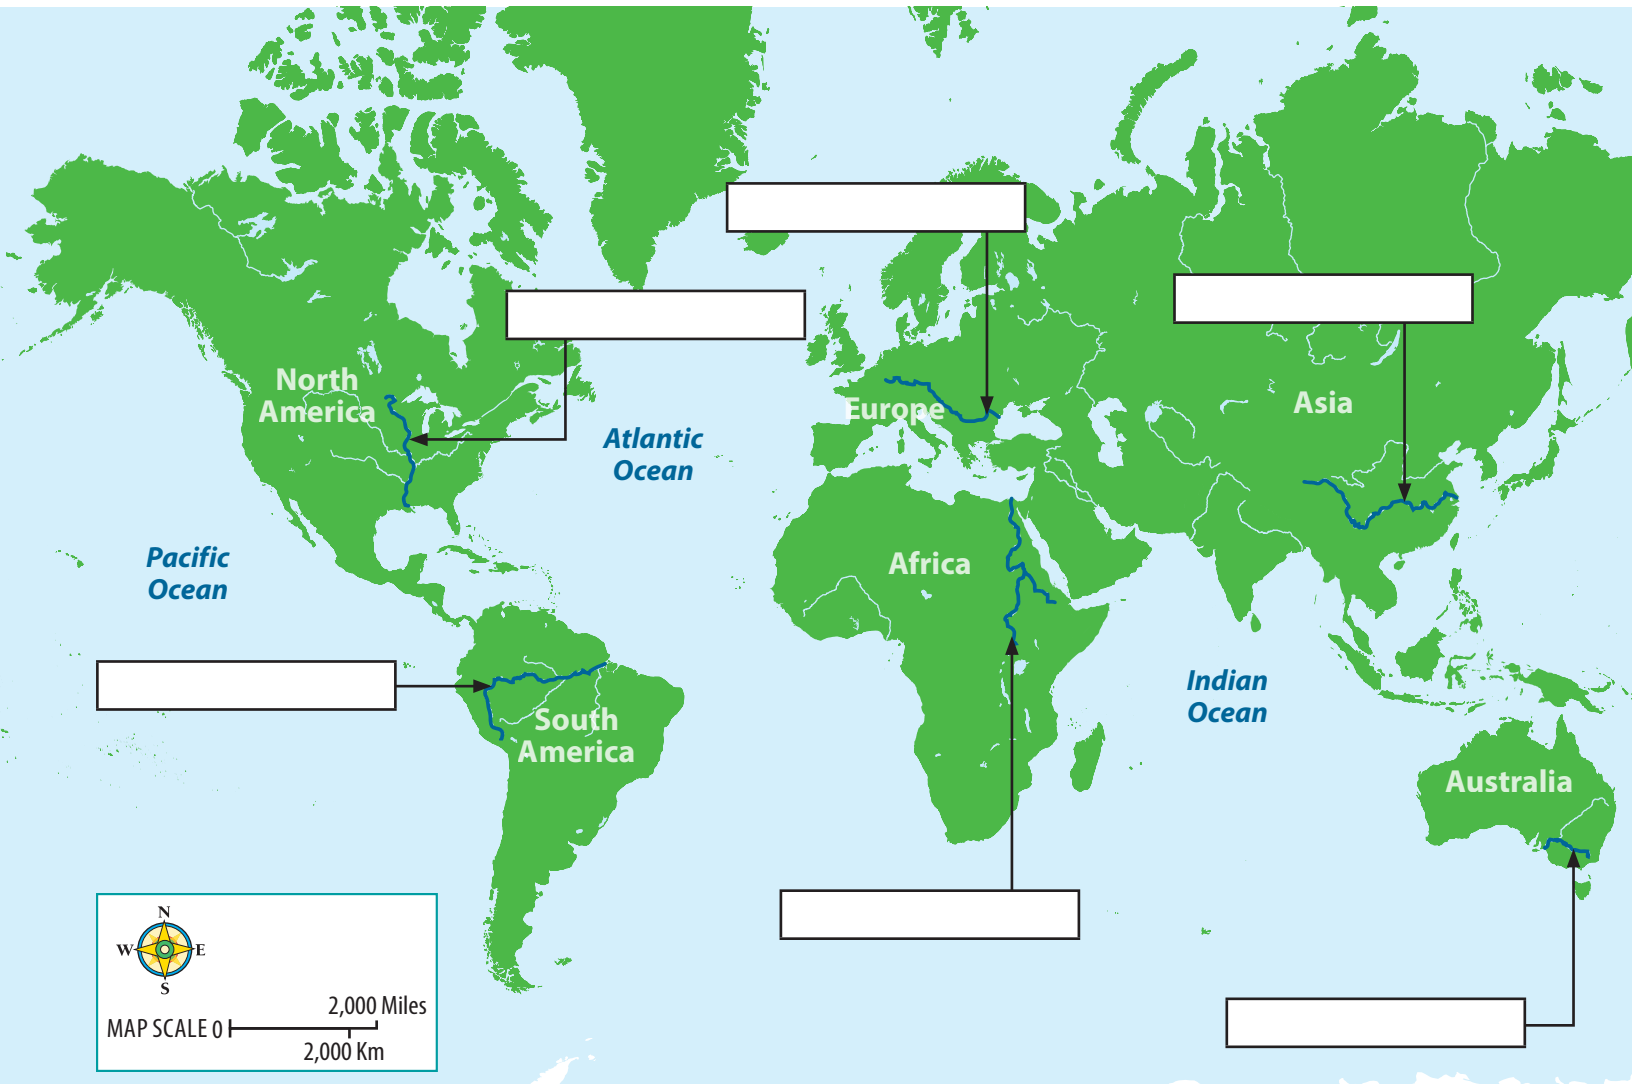 North
America
Atlantic
Ocean
Europe
Asia
Pacific
Ocean
Africa
Indian
Ocean
South
America
Australia
N
W
E
S
2,000 Miles
MAP SCALE 0
2,000 Km